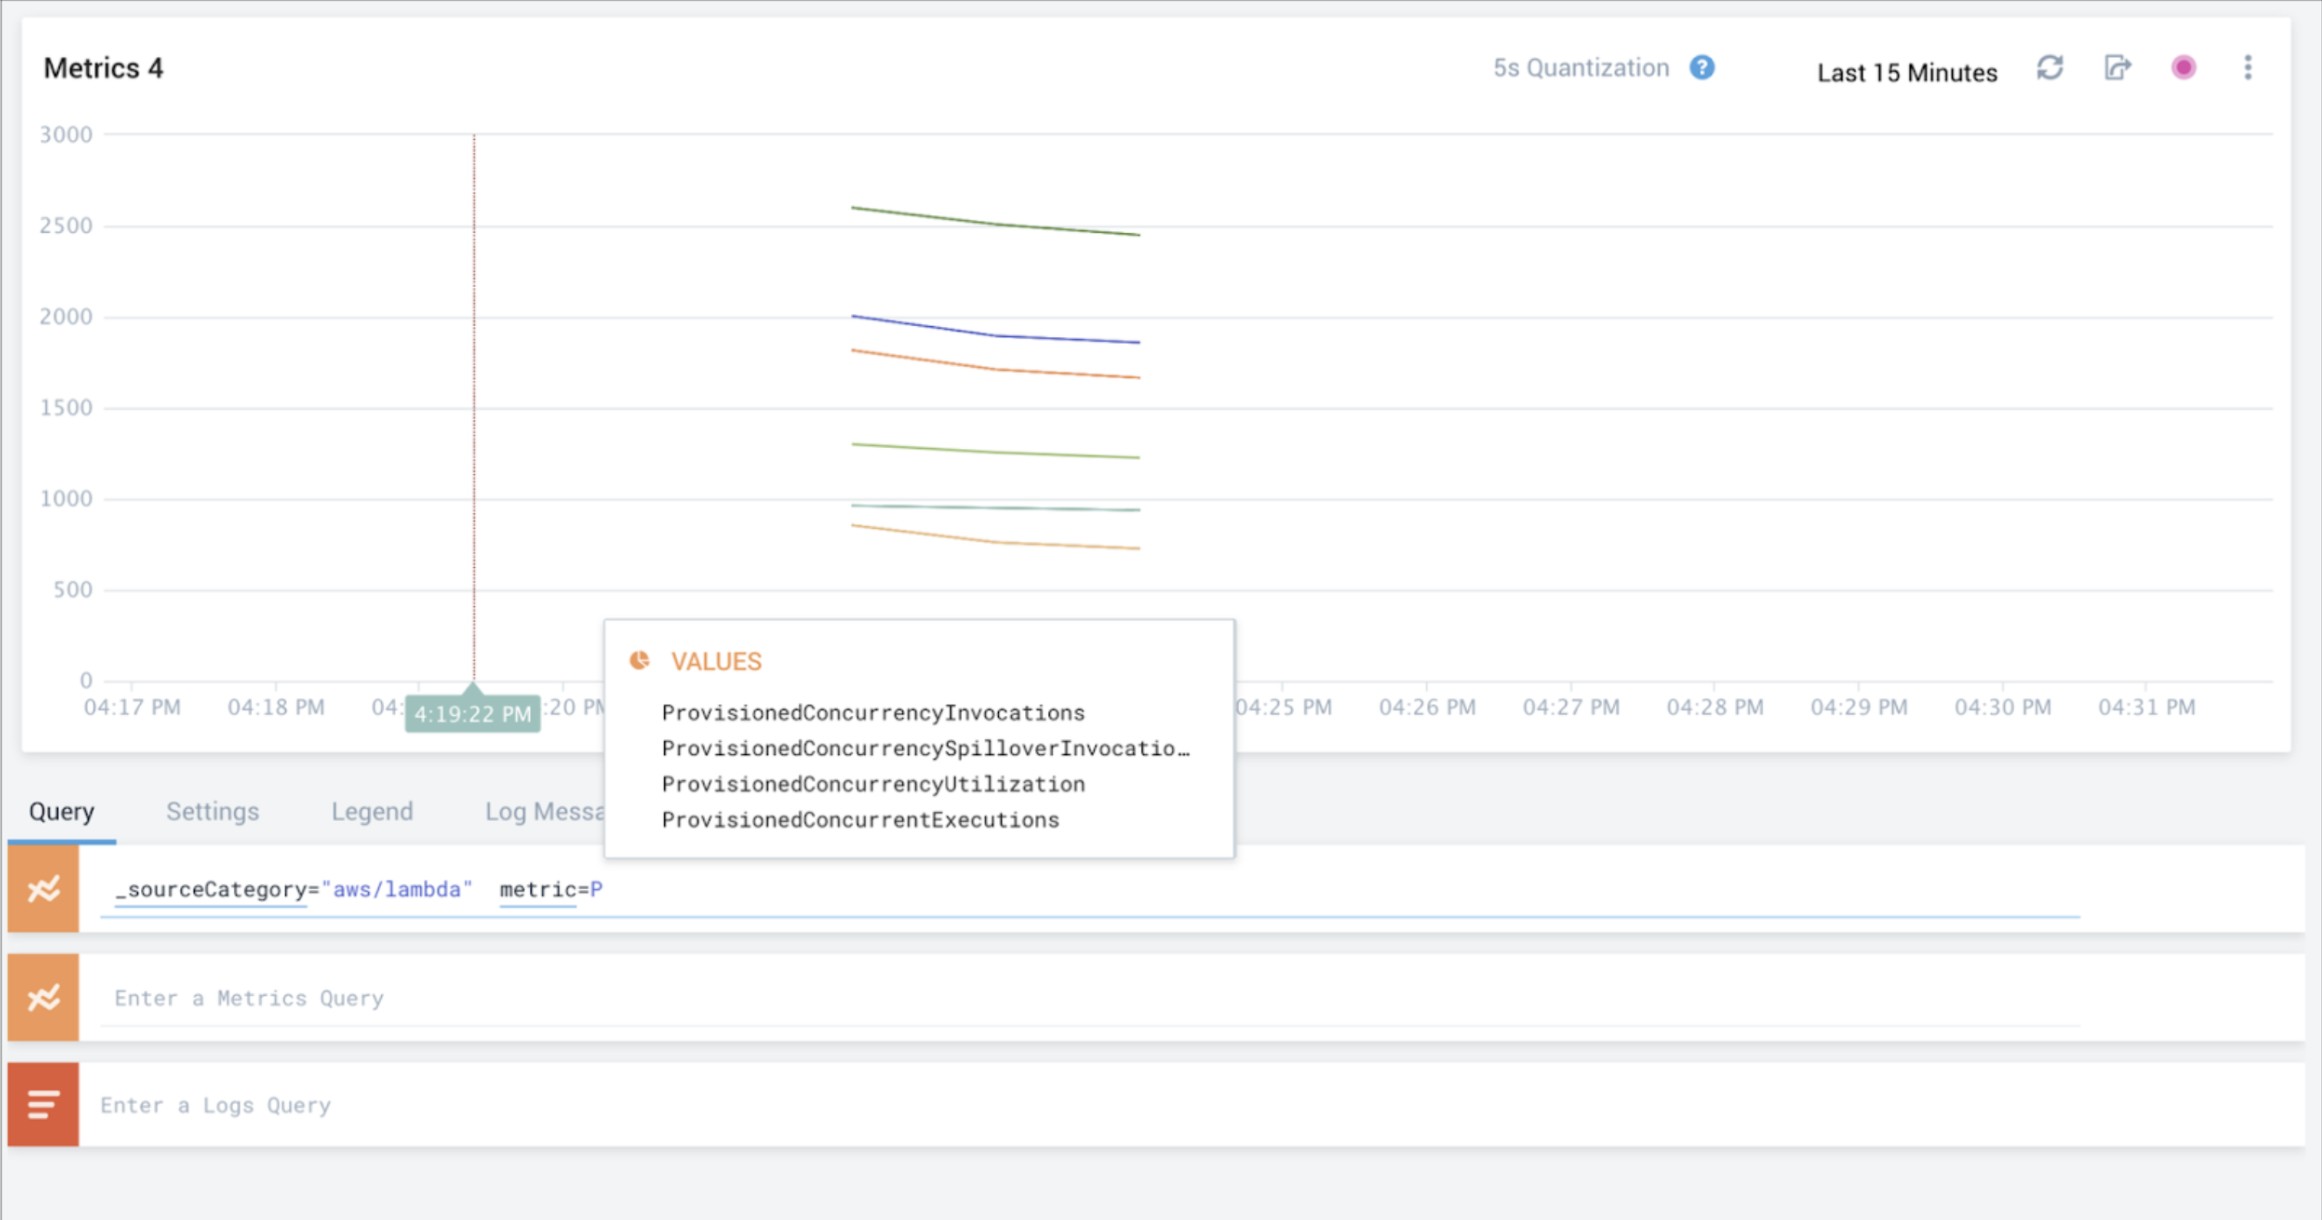 Metrics 4
5s Quantization
Last 15 Minutes
3000
2500
2000
1500
1000
500
0
04:17 PM 04:18 PM 04: 4:19:22 PM :20 PM 04:25 PM 04:26 PM 04:27 PM 04:28 PM 04:29 PM 04:30 PM 04:31 PM
VALUES
ProvisionedConcurrencyInvocations
ProvisionedConcurrencySpilloverInvocatio…
ProvisionedConcurrencyUtilization
ProvisionedConcurrentExecutions
Query Settings Legend Log Messa
_sourceCategory="aws/lambda" metric=P
Enter a Metrics Query
Enter a Logs Query